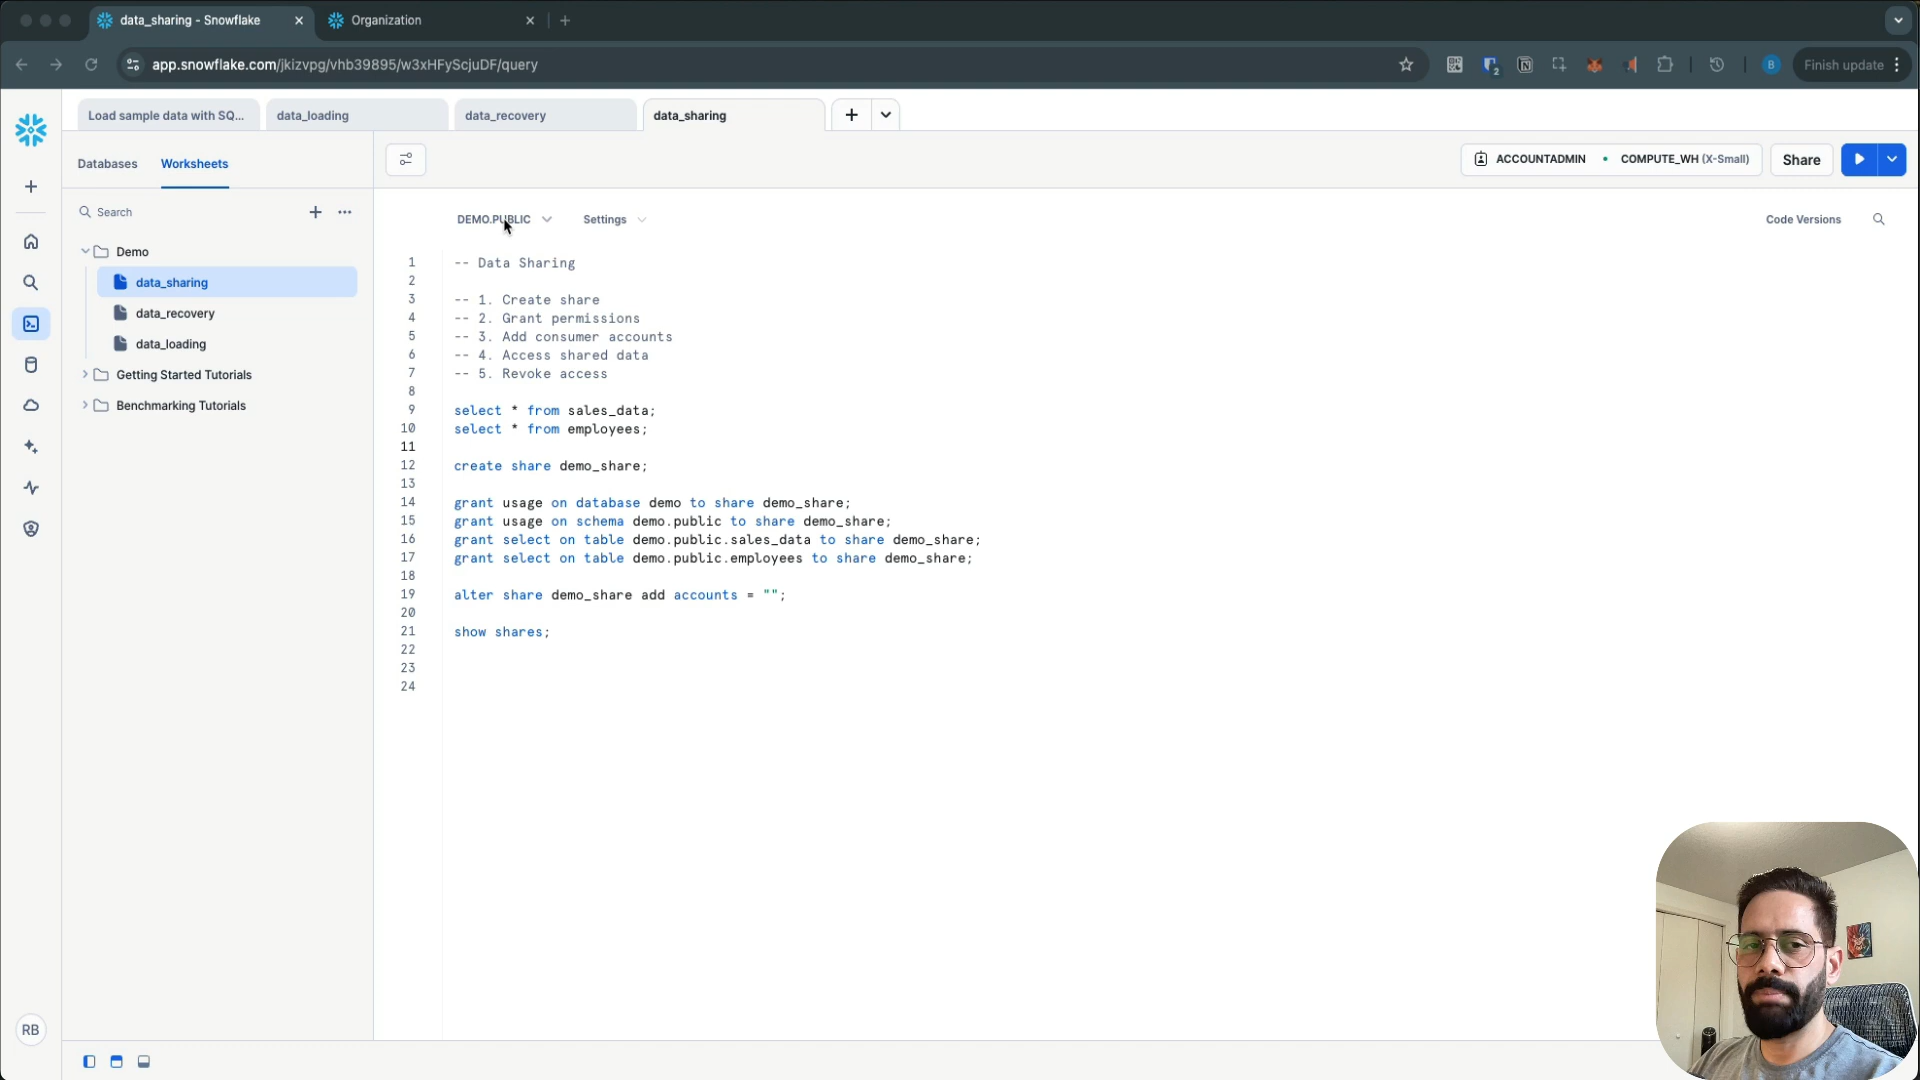 data_sharing - Snowflake
Organization
app.snowflake.com/jkizvpg/vhb39895/w3xHFyScjuDF/query
2
B
Finish update
Load sample data with SQ...
data_loading
data_recovery
data_sharing
Databases
Worksheets
ACCOUNTADMIN
COMPUTE_WH (X-Small)
Share
Search
Demo
data_sharing
data_recovery
data_loading
Getting Started Tutorials
Benchmarking Tutorials
RB
DEMO.PUBLIC
Settings
Code Versions
1 -- Data Sharing
2
3 -- 1. Create share
4 -- 2. Grant permissions
5 -- 3. Add consumer accounts
6 -- 4. Access shared data
7 -- 5. Revoke access
8
9 select * from sales_data;
10 select * from employees;
11
12 create share demo_share;
13
14 grant usage on database demo to share demo_share;
15 grant usage on schema demo.public to share demo_share;
16 grant select on table demo.public.sales_data to share demo_share;
17 grant select on table demo.public.employees to share demo_share;
18
19 alter share demo_share add accounts = "";
20
21 show shares;
22
23
24